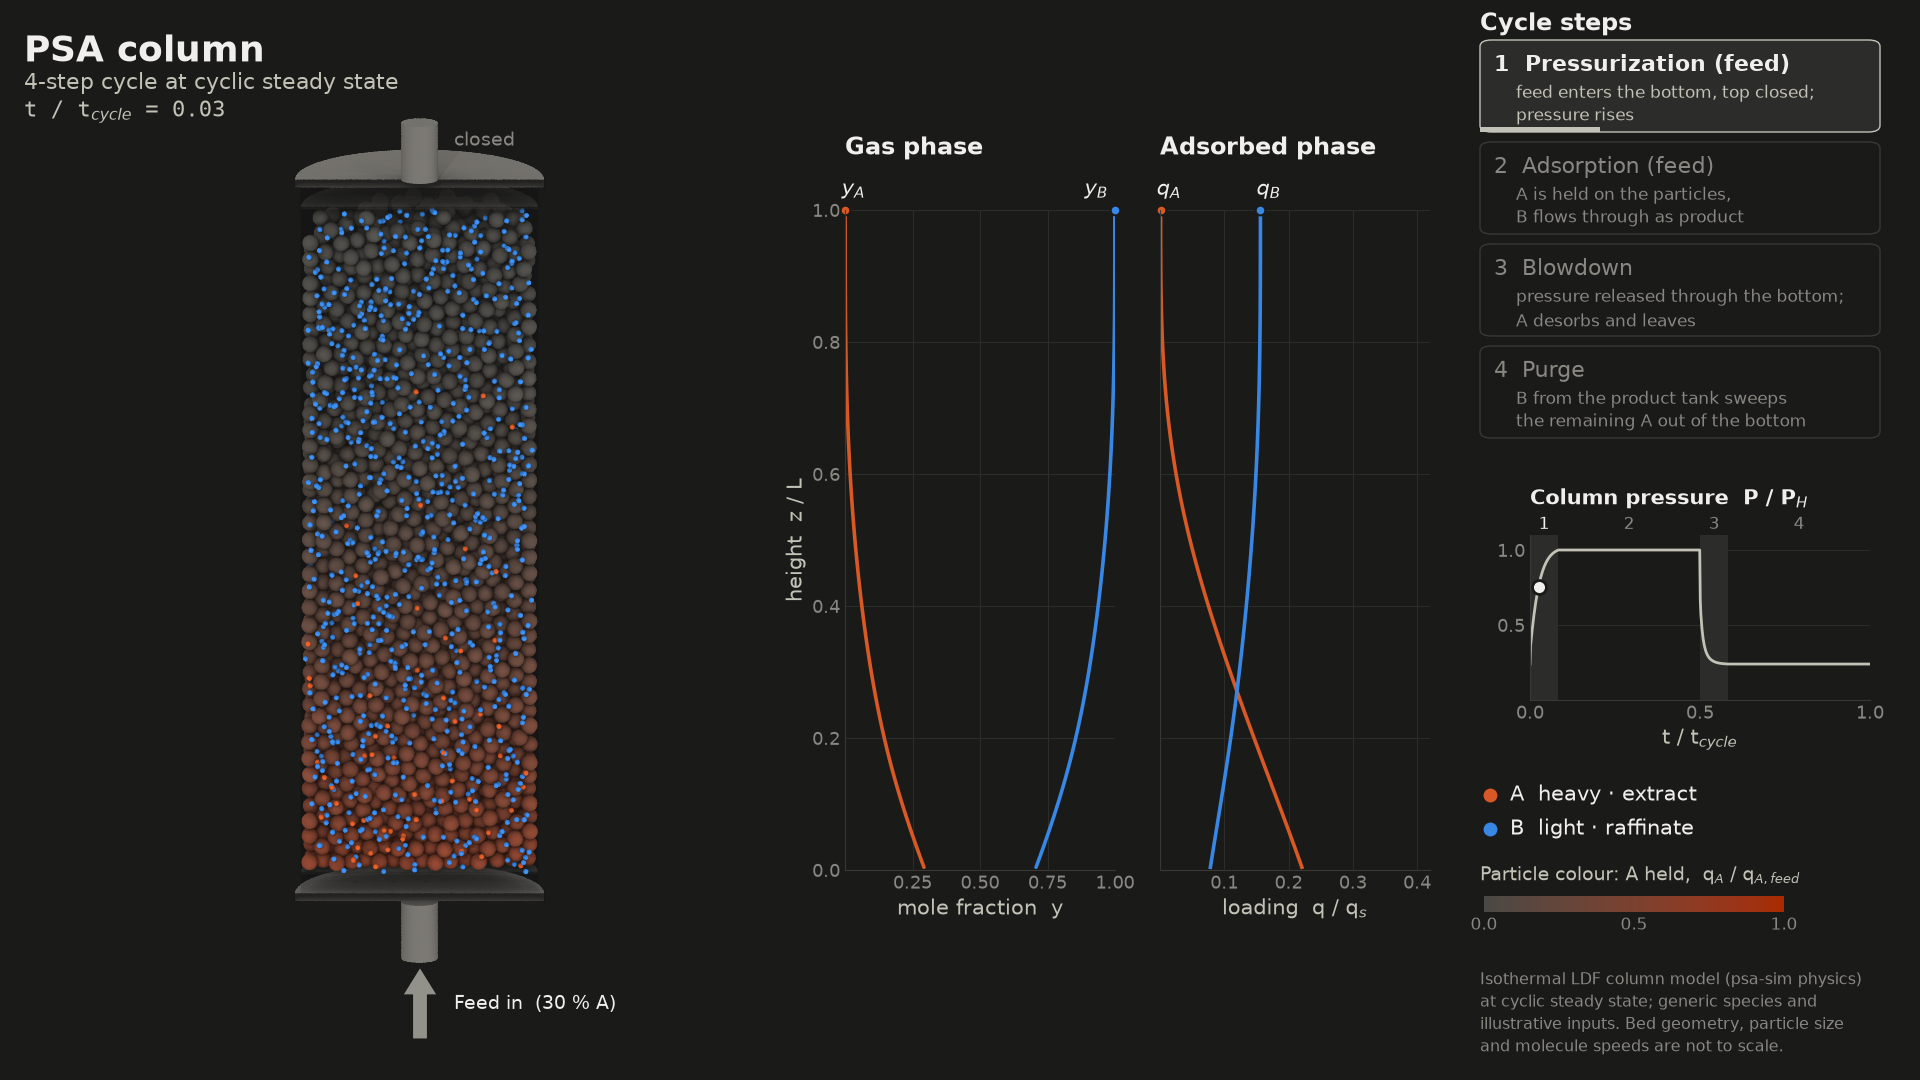 PSA column
4-step cycle at cyclic steady state
t / t_cycle = 0.03
closed
Feed in (30 % A)
Gas phase
y_A y_B
1.0
0.8
0.6
0.4
0.2
0.0
height z / L
0.25 0.50 0.75 1.00
mole fraction y
Adsorbed phase
q_A q_B
0.1 0.2 0.3 0.4
loading q / q_s
Cycle steps
1 Pressurization (feed)
feed enters the bottom, top closed;
pressure rises
2 Adsorption (feed)
A is held on the particles,
B flows through as product
3 Blowdown
pressure released through the bottom;
A desorbs and leaves
4 Purge
B from the product tank sweeps
the remaining A out of the bottom
Column pressure P / P_H
1 2 3 4
1.0
0.5
0.0 0.5 1.0
t / t_cycle
A heavy · extract
B light · raffinate
Particle colour: A held, q_A / q_A,feed
0.0 0.5 1.0
Isothermal LDF column model (psa-sim physics)
at cyclic steady state; generic species and
illustrative inputs. Bed geometry, particle size
and molecule speeds are not to scale.